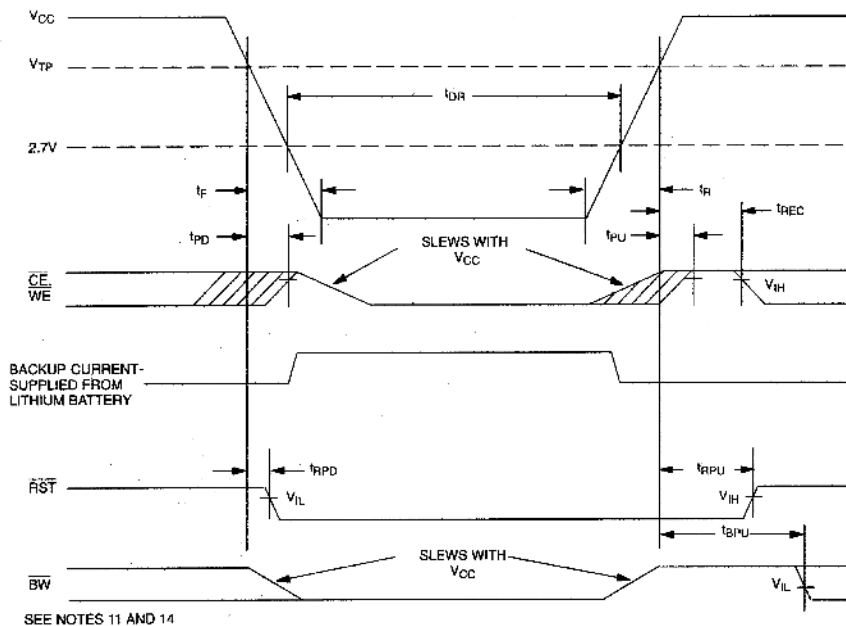 VCC
VTP
tDR
2.7V
tF
tR
tREC
tPD
SLEWS WITH
VCC
tPU
CE,
WE
VIH
BACKUP CURRENT-
SUPPLIED FROM
LITHIUM BATTERY
tRPD
tRPU
RST
VIL
VIH
tBPU
SLEWS WITH
VCC
BW
VIL
SEE NOTES 11 AND 14